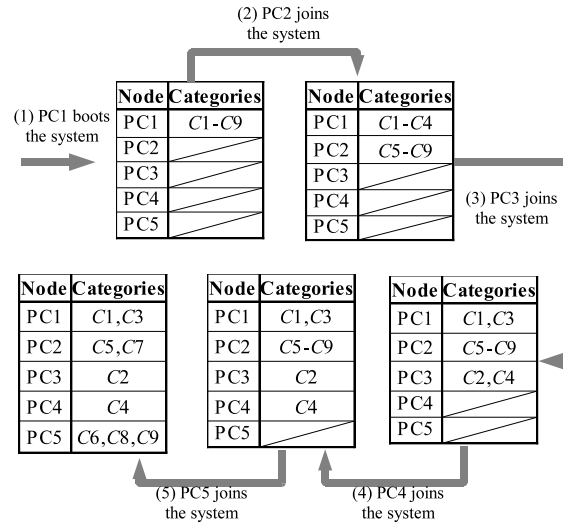 (2) PC2 joins
the system
(1) PC1 boots
the system
Node Categories
PC1 C1-C9
PC2
PC3
PC4
PC5
Node Categories
PC1 C1-C4
PC2 C5-C9
PC3
PC4
PC5
(3) PC3 joins
the system
Node Categories
PC1 C1,C3
PC2 C5-C9
PC3 C2,C4
PC4
PC5
(4) PC4 joins
the system
Node Categories
PC1 C1,C3
PC2 C5-C9
PC3 C2
PC4 C4
PC5
(5) PC5 joins
the system
Node Categories
PC1 C1,C3
PC2 C5,C7
PC3 C2
PC4 C4
PC5 C6,C8,C9